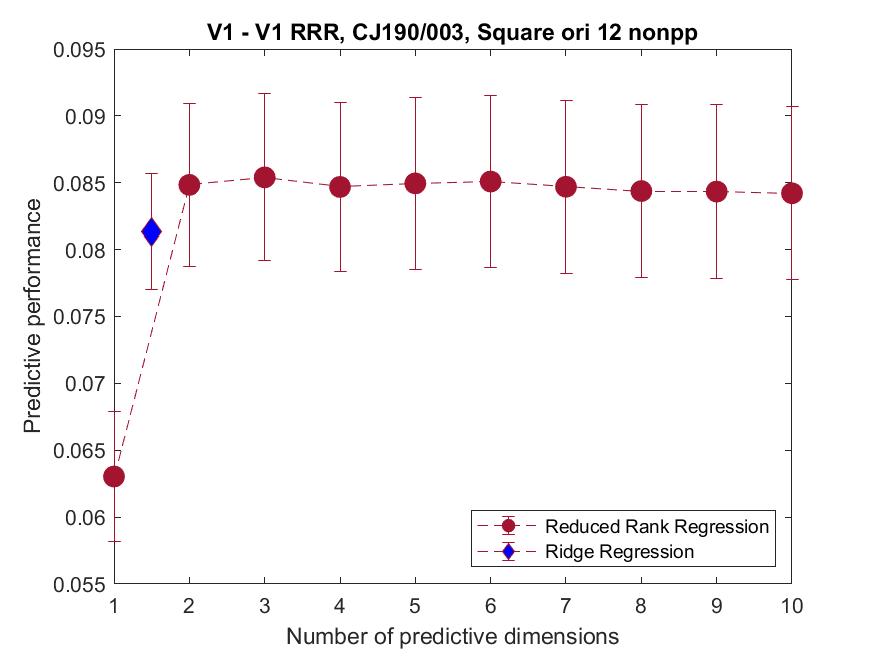 V1 - V1 RRR, CJ190/003, Square ori 12 nonpp
0.095
0.09
0.085
0.08
0.075
0.07
0.065
0.06
0.055
Predictive performance
1 2 3 4 5 6 7 8 9 10
Number of predictive dimensions
Reduced Rank Regression
Ridge Regression